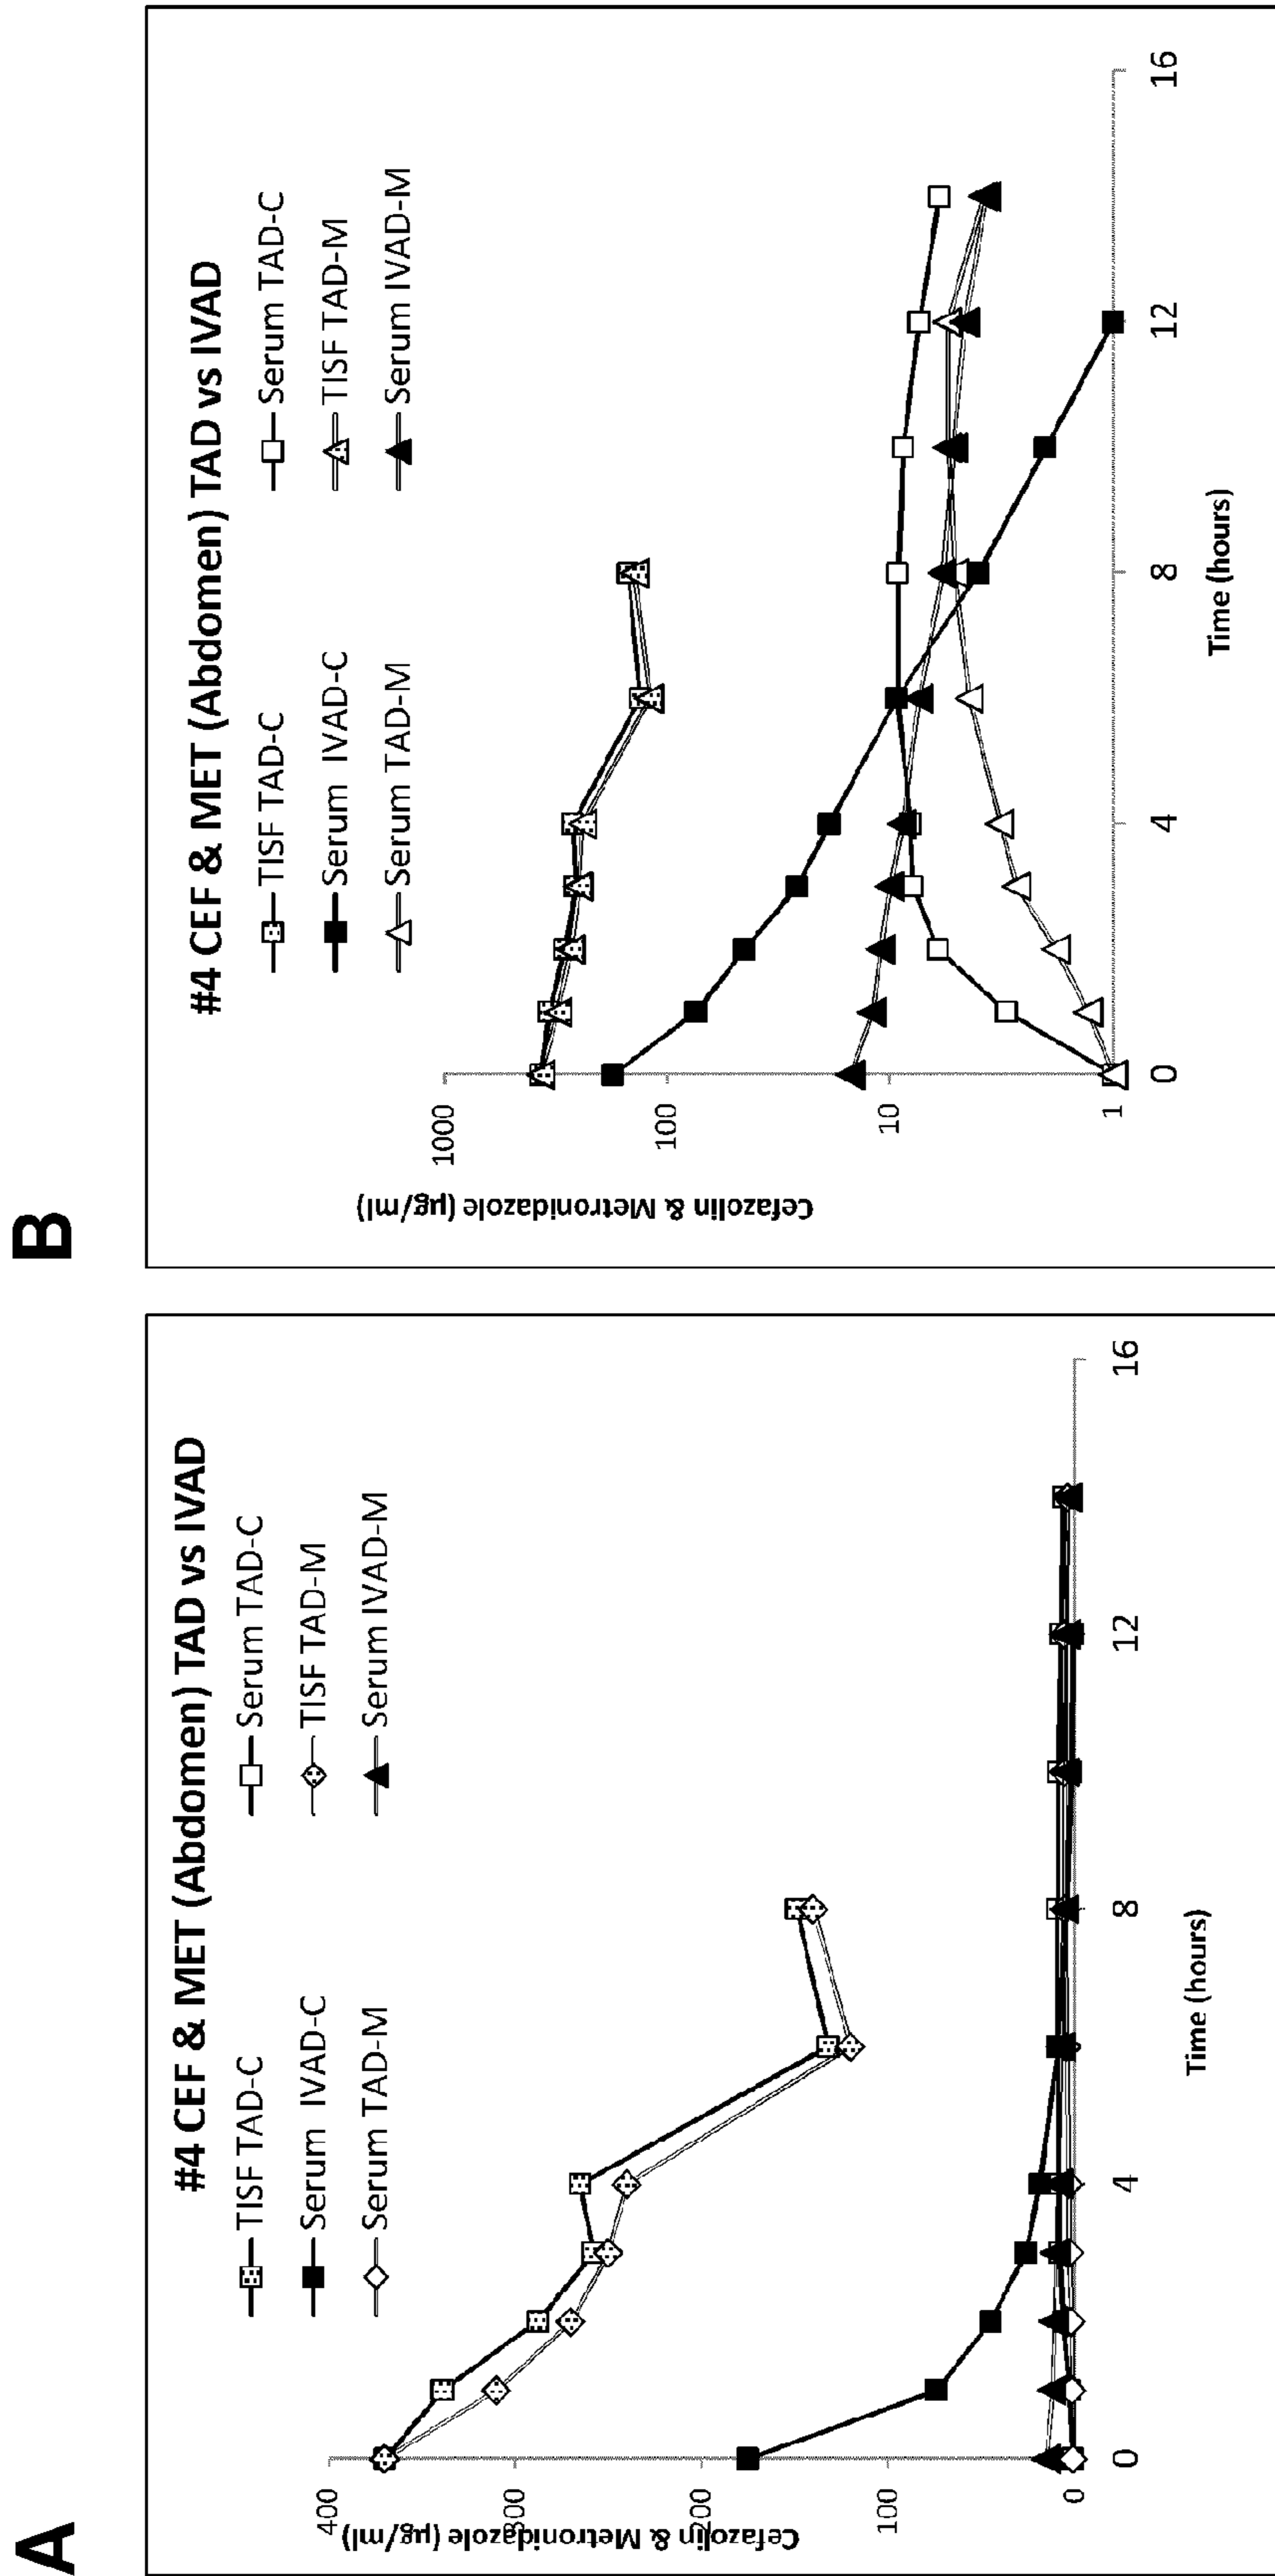 A
#4 CEF & MET (Abdomen) TAD vs IVAD
TISF TAD-C
Serum TAD-C
Serum IVAD-C
TISF TAD-M
Serum TAD-M
Serum IVAD-M
400
300
200
100
0
Cefazolin & Metronidazole (µg/ml)
0
4
8
12
16
Time (hours)
B
#4 CEF & MET (Abdomen) TAD vs IVAD
TISF TAD-C
Serum TAD-C
Serum IVAD-C
TISF TAD-M
Serum TAD-M
Serum IVAD-M
1000
100
10
1
Cefazolin & Metronidazole (µg/ml)
0
4
8
12
16
Time (hours)